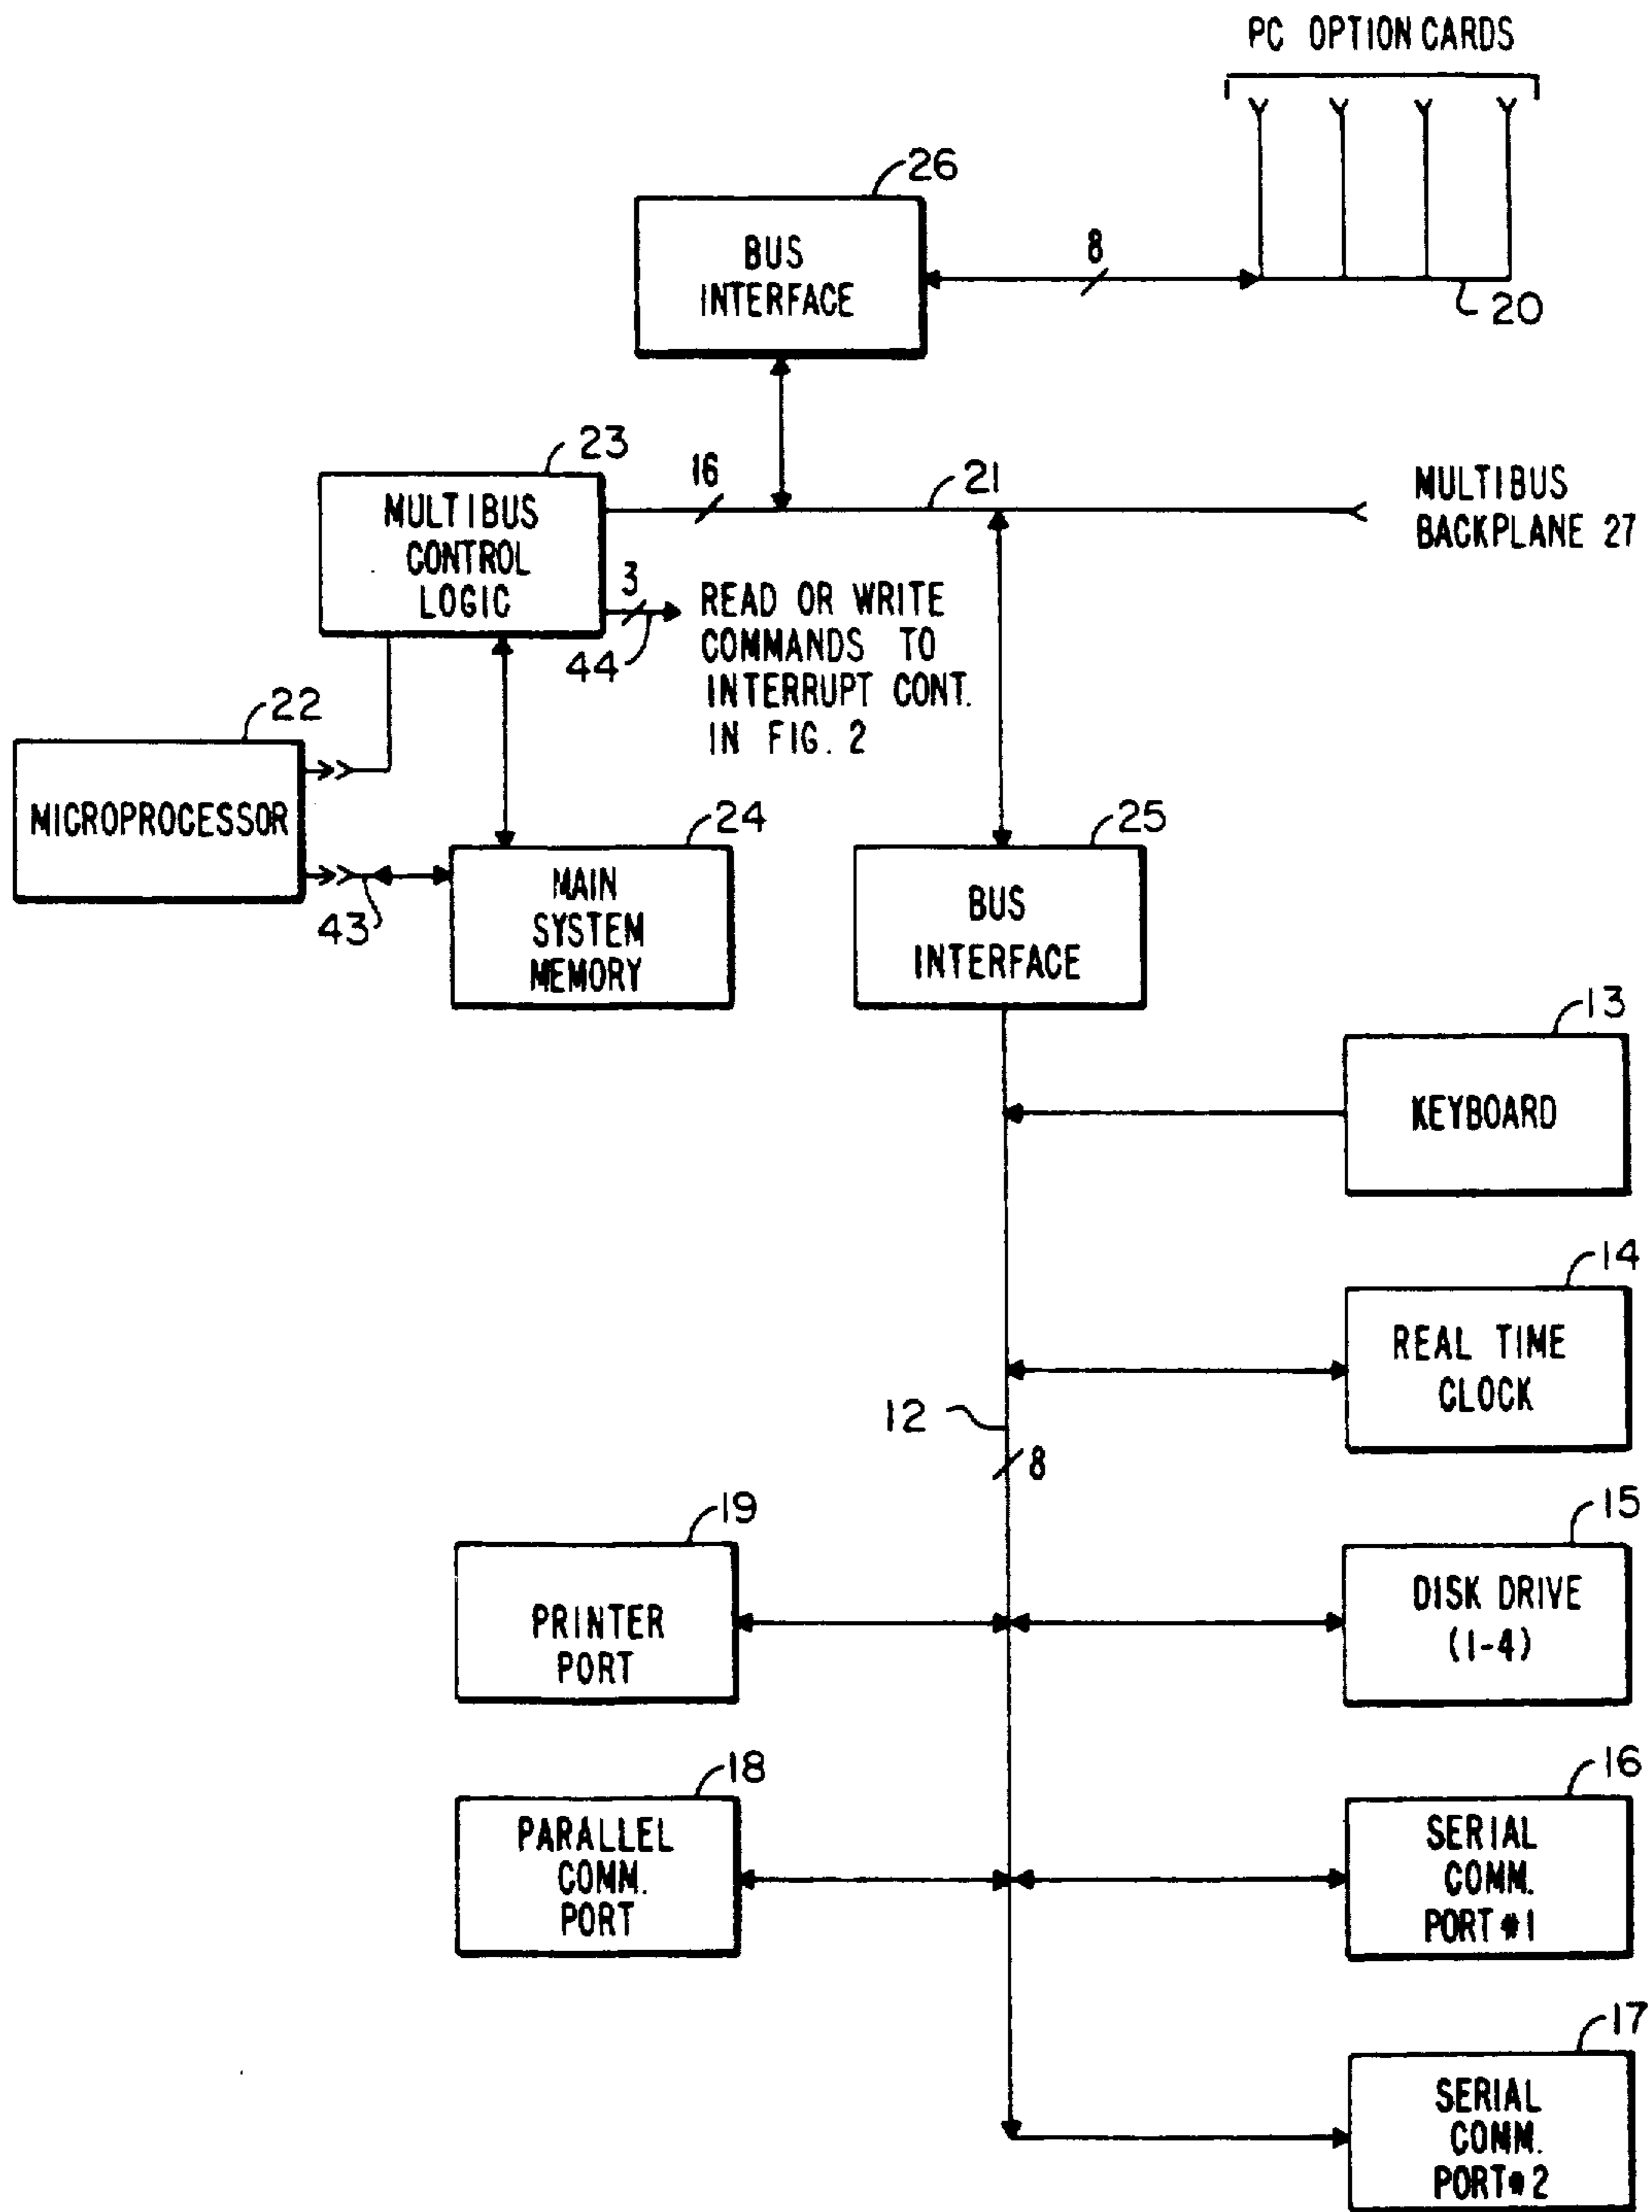 PC OPTION CARDS
26
BUS
INTERFACE
8
20
23
MULTIBUS
CONTROL
LOGIC
16
21
MULTIBUS
BACKPLANE 27
3
44
READ OR WRITE
COMMANDS TO
INTERRUPT CONT.
IN FIG. 2
22
MICROPROCESSOR
43
24
MAIN
SYSTEM
MEMORY
25
BUS
INTERFACE
13
KEYBOARD
14
REAL TIME
CLOCK
12
8
19
PRINTER
PORT
15
DISK DRIVE
(1-4)
18
PARALLEL
COMM.
PORT
16
SERIAL
COMM.
PORT #1
17
SERIAL
COMM.
PORT #2